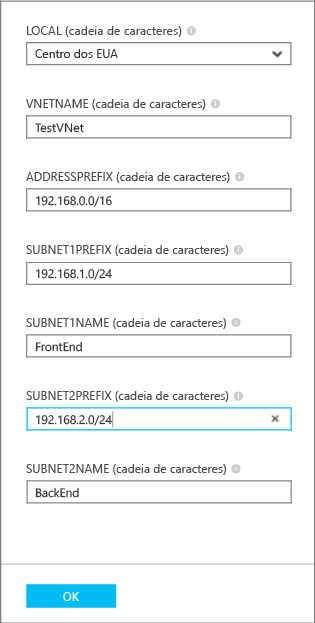 LOCAL (cadeia de caracteres)
Centro dos EUA
VNETNAME (cadeia de caracteres)
TestVNet
ADDRESSPREFIX (cadeia de caracteres)
192.168.0.0/16
SUBNET1PREFIX (cadeia de caracteres)
192.168.1.0/24
SUBNET1NAME (cadeia de caracteres)
FrontEnd
SUBNET2PREFIX (cadeia de caracteres)
192.168.2.0/24
SUBNET2NAME (cadeia de caracteres)
BackEnd
OK